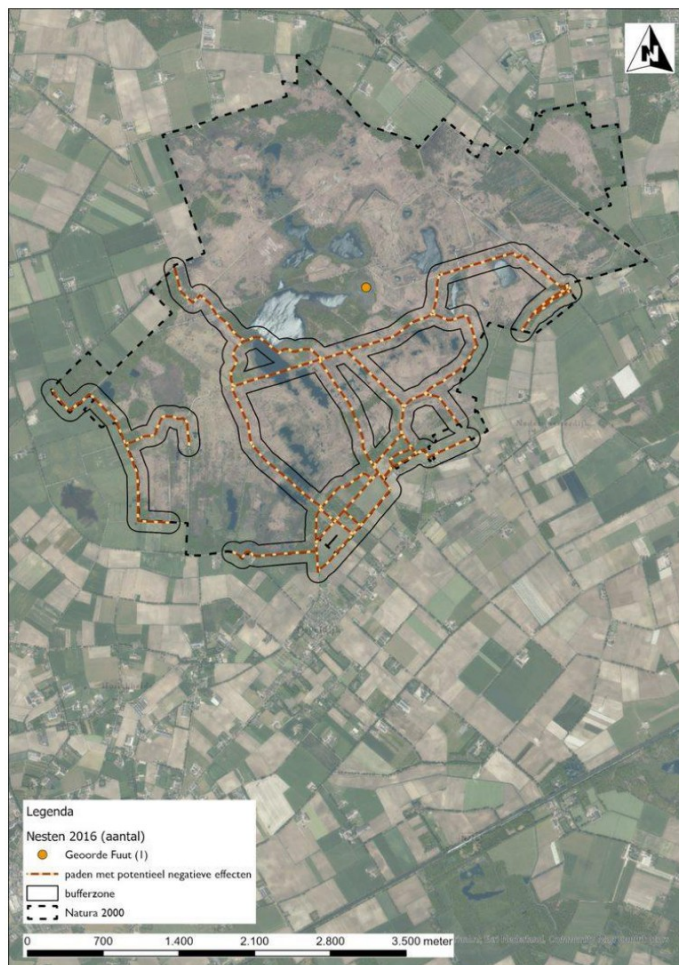 N
Legenda
Nesten 2016 (aantal)
Geoorde Fuut (1)
paden met potentieel negatieve effecten
bufferzone
Natura 2000
0 700 1.400 2.100 2.800 3.500 meter